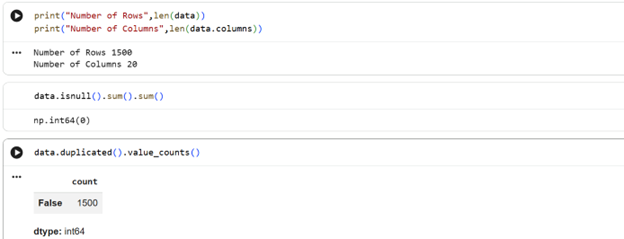 print("Number of Rows",len(data))
print("Number of Columns",len(data.columns))
Number of Rows 1500
Number of Columns 20
data.isnull().sum().sum()
np.int64(0)
data.duplicated().value_counts()
count
False 1500
dtype: int64